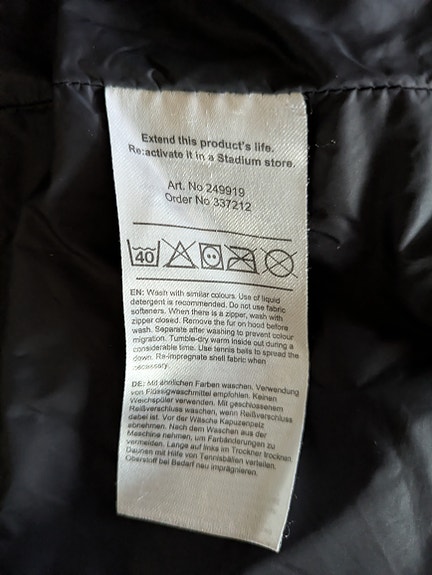 Extend this product's life.
Re:activate it in a Stadium store.
Art. No 249919
Order No 337212
40
EN: Wash with similar colours. Use of liquid
detergent is recommended. Do not use fabric
softeners. When there is a zipper, wash with
zipper closed. Remove the fur on hood before
wash. Separate after washing to prevent colour
migration. Tumble-dry warm inside out during a
considerable time. Use tennis balls to spread the
down. Re-impregnate shell fabric when
necessary.
DE: Mit ähnlichen Farben waschen. Verwendung
von Flüssigwaschmittel empfohlen. Keinen
Weichspüler verwenden. Mit geschlossenem
Reißverschluss waschen, wenn Reißverschluss
dabei ist. Vor der Wäsche Kapuzenpelz
abnehmen. Nach dem Waschen aus der
Maschine nehmen, um Farbänderungen zu
vermeiden. Lange auf links im Trockner trocknen
Daunen mit Hilfe von Tennisbällen verteilen.
Oberstoff bei Bedarf neu imprägnieren.